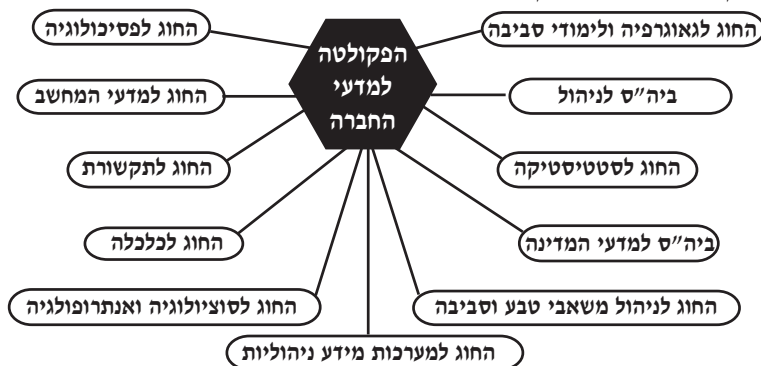 הפקולטה
למדעי
החברה
החוג לגאוגרפיה ולימודי סביבה
החוג לפסיכולוגיה
ביה"ס לניהול
החוג למדעי המחשב
החוג לסטטיסטיקה
החוג לתקשורת
ביה"ס למדעי המדינה
החוג לכלכלה
החוג לניהול משאבי טבע וסביבה
החוג לסוציולוגיה ואנתרופולגיה
החוג למערכות מידע ניהוליות